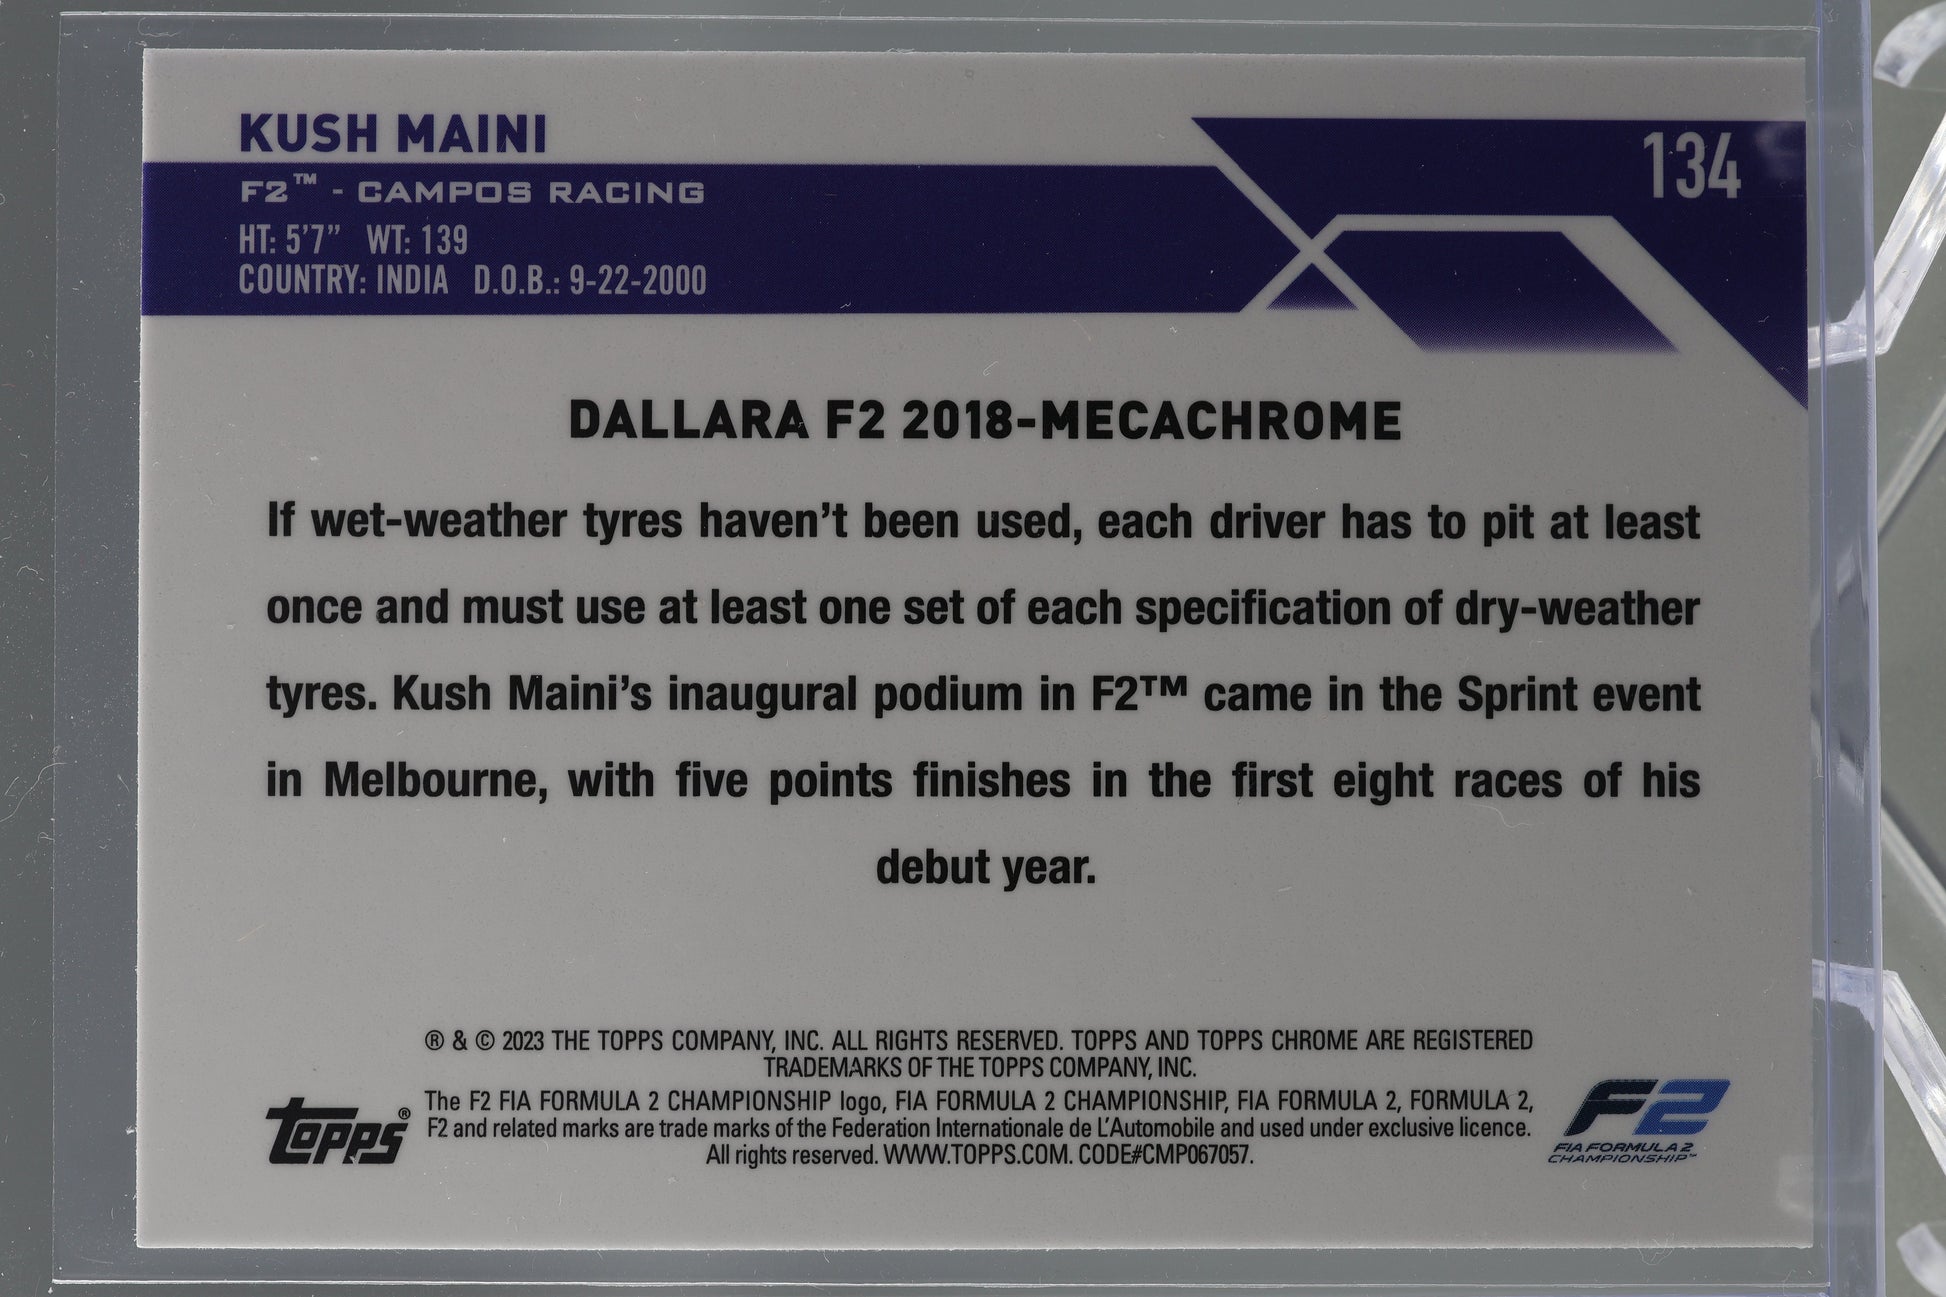 KUSH MAINI
134
F2™ - CAMPOS RACING
HT: 5'7" WT: 139
COUNTRY: INDIA D.O.B.: 9-22-2000
DALLARA F2 2018-MECACHROME
If wet-weather tyres haven't been used, each driver has to pit at least
once and must use at least one set of each specification of dry-weather
tyres. Kush Maini's inaugural podium in F2™ came in the Sprint event
in Melbourne, with five points finishes in the first eight races of his
debut year.
® & © 2023 THE TOPPS COMPANY, INC. ALL RIGHTS RESERVED. TOPPS AND TOPPS CHROME ARE REGISTERED
TRADEMARKS OF THE TOPPS COMPANY, INC.
The F2 FIA FORMULA 2 CHAMPIONSHIP logo, FIA FORMULA 2 CHAMPIONSHIP, FIA FORMULA 2, FORMULA 2,
F2 and related marks are trade marks of the Federation Internationale de L'Automobile and used under exclusive licence.
All rights reserved. WWW.TOPPS.COM. CODE#CMP067057.
Topps®
F2
FIA FORMULA 2
CHAMPIONSHIP™